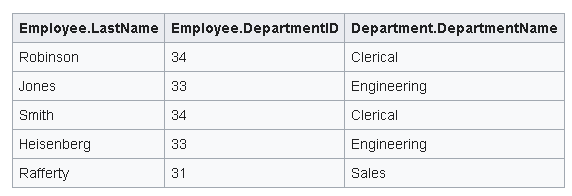 Employee.LastName Employee.DepartmentID Department.DepartmentName
Robinson 34 Clerical
Jones 33 Engineering
Smith 34 Clerical
Heisenberg 33 Engineering
Rafferty 31 Sales